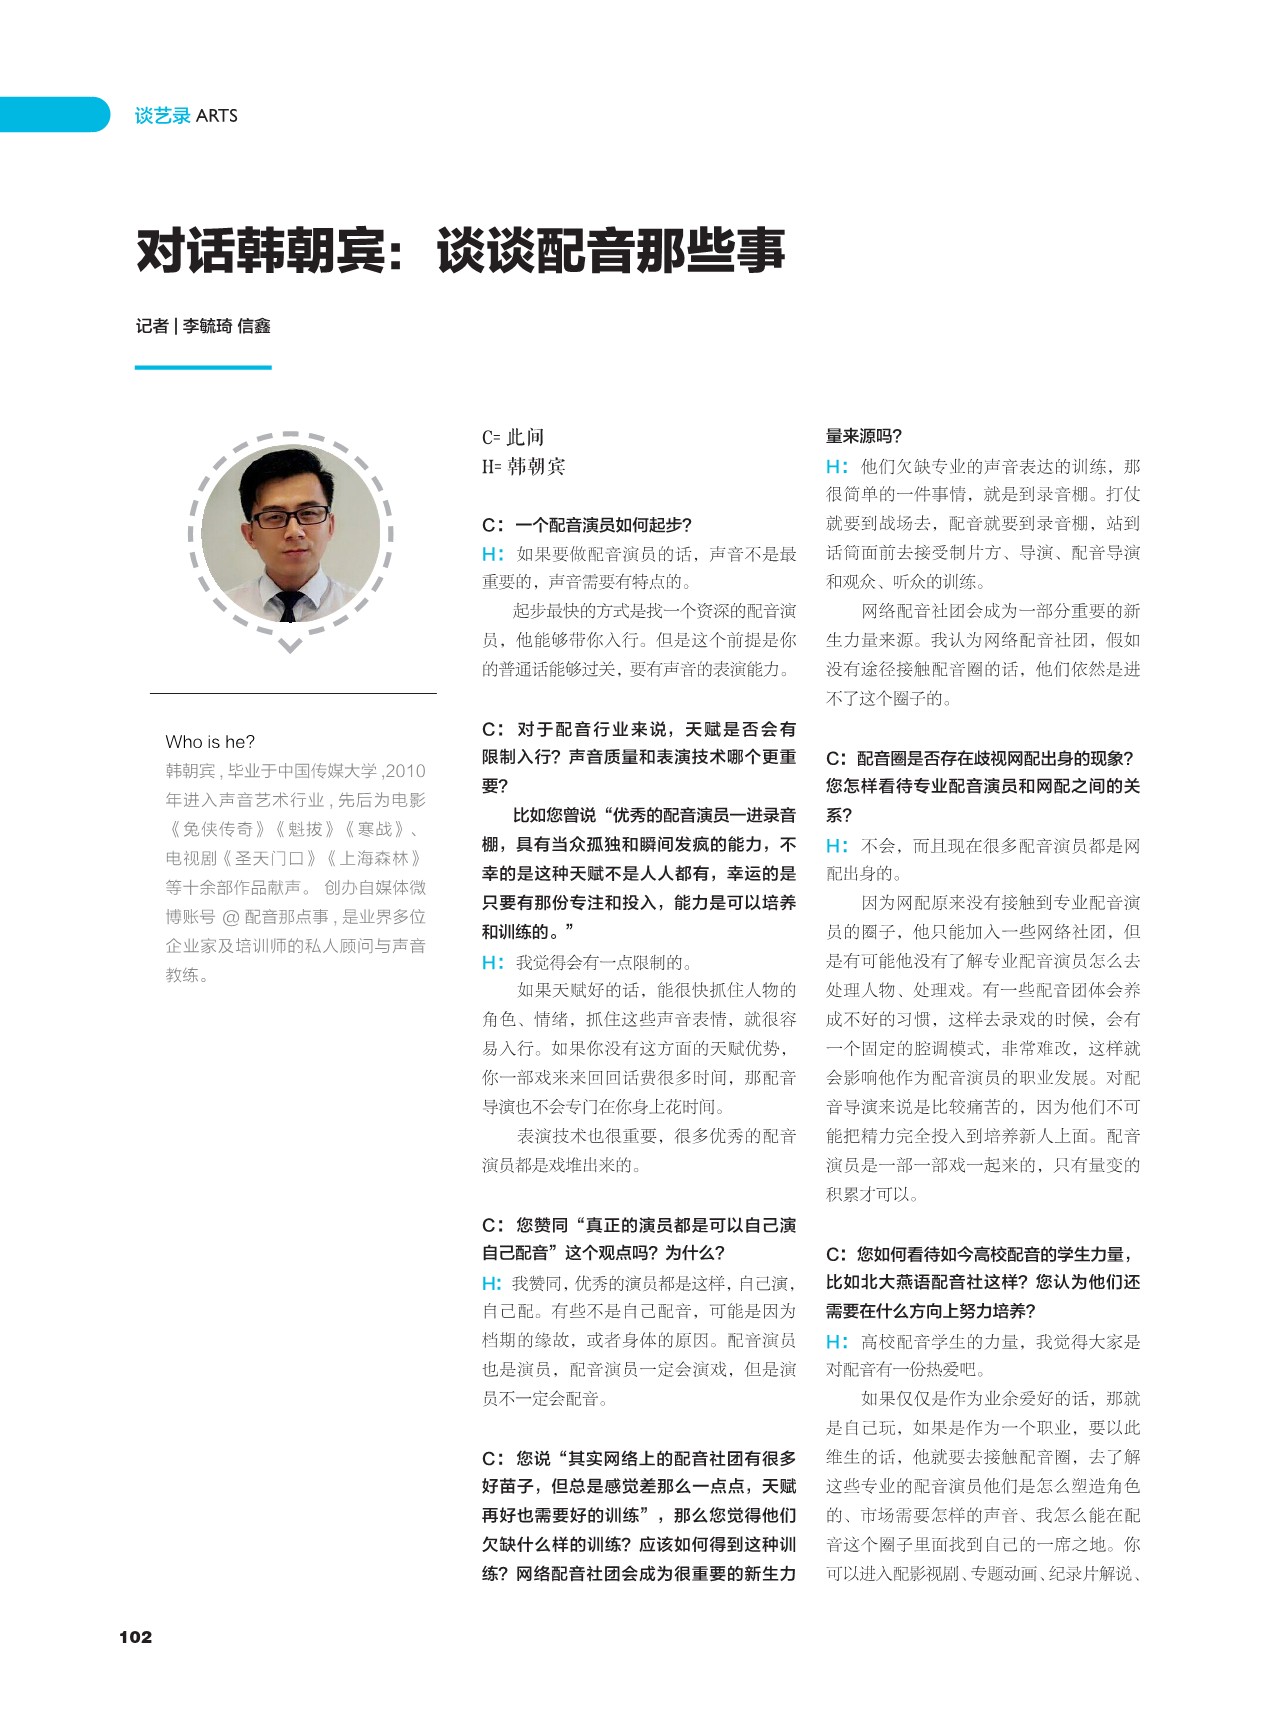 谈艺录 ARTS
对话韩朝宾：谈谈配音那些事
记者 | 李毓琦 信鑫
Who is he?
韩朝宾 , 毕业于中国传媒大学 ,2010
年进入声音艺术行业 , 先后为电影
《兔侠传奇》《魁拔》《寒战》、
电视剧《圣天门口》《上海森林》
等十余部作品献声。 创办自媒体微
博账号 @ 配音那点事 , 是业界多位
企业家及培训师的私人顾问与声音
教练。
C= 此间
H= 韩朝宾
C：一个配音演员如何起步？
H：如果要做配音演员的话，声音不是最
重要的，声音需要有特点的。
起步最快的方式是找一个资深的配音演
员，他能够带你入行。但是这个前提是你
的普通话能够过关，要有声音的表演能力。
C：对于配音行业来说，天赋是否会有
限制入行？声音质量和表演技术哪个更重
要？
比如您曾说“优秀的配音演员一进录音
棚，具有当众孤独和瞬间发疯的能力，不
幸的是这种天赋不是人人都有，幸运的是
只要有那份专注和投入，能力是可以培养
和训练的。”
H：我觉得会有一点限制的。
如果天赋好的话，能很快抓住人物的
角色、情绪，抓住这些声音表情，就很容
易入行。如果你没有这方面的天赋优势，
你一部戏来来回回话费很多时间，那配音
导演也不会专门在你身上花时间。
表演技术也很重要，很多优秀的配音
演员都是戏堆出来的。
C：您赞同“真正的演员都是可以自己演
自己配音”这个观点吗？为什么？
H：我赞同，优秀的演员都是这样，自己演，
自己配。有些不是自己配音，可能是因为
档期的缘故，或者身体的原因。配音演员
也是演员，配音演员一定会演戏，但是演
员不一定会配音。
C：您说“其实网络上的配音社团有很多
好苗子，但总是感觉差那么一点点，天赋
再好也需要好的训练”，那么您觉得他们
欠缺什么样的训练？应该如何得到这种训
练？网络配音社团会成为很重要的新生力
量来源吗？
H：他们欠缺专业的声音表达的训练，那
很简单的一件事情，就是到录音棚。打仗
就要到战场去，配音就要到录音棚，站到
话筒面前去接受制片方、导演、配音导演
和观众、听众的训练。
网络配音社团会成为一部分重要的新
生力量来源。我认为网络配音社团，假如
没有途径接触配音圈的话，他们依然是进
不了这个圈子的。
C：配音圈是否存在歧视网配出身的现象？
您怎样看待专业配音演员和网配之间的关
系？
H：不会，而且现在很多配音演员都是网
配出身的。
因为网配原来没有接触到专业配音演
员的圈子，他只能加入一些网络社团，但
是有可能他没有了解专业配音演员怎么去
处理人物、处理戏。有一些配音团体会养
成不好的习惯，这样去录戏的时候，会有
一个固定的腔调模式，非常难改，这样就
会影响他作为配音演员的职业发展。对配
音导演来说是比较痛苦的，因为他们不可
能把精力完全投入到培养新人上面。配音
演员是一部一部戏一起来的，只有量变的
积累才可以。
C：您如何看待如今高校配音的学生力量，
比如北大燕语配音社这样？您认为他们还
需要在什么方向上努力培养？
H：高校配音学生的力量，我觉得大家是
对配音有一份热爱吧。
如果仅仅是作为业余爱好的话，那就
是自己玩，如果是作为一个职业，要以此
维生的话，他就要去接触配音圈，去了解
这些专业的配音演员他们是怎么塑造角色
的、市场需要怎样的声音、我怎么能在配
音这个圈子里面找到自己的一席之地。你
可以进入配影视剧、专题动画、纪录片解说、
102